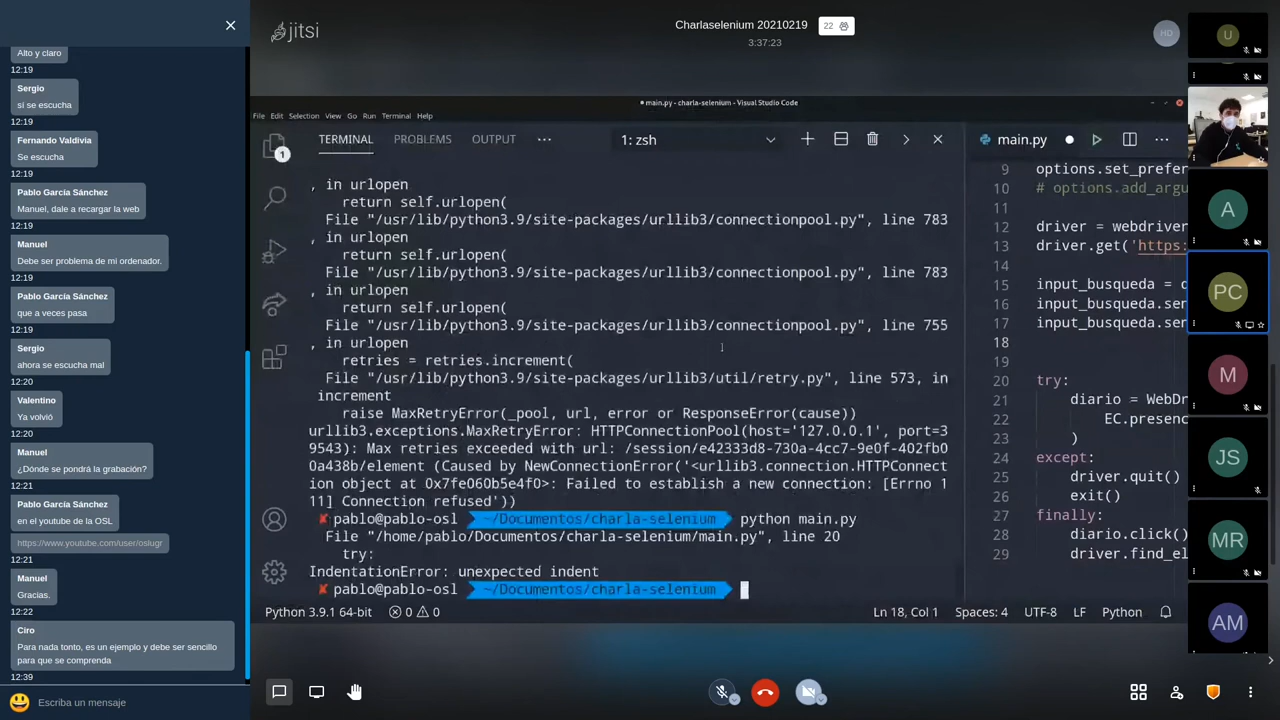 Alto y claro
12:19
Sergio
sí se escucha
12:19
Fernando Valdivia
Se escucha
12:19
Pablo García Sánchez
Manuel, dale a recargar la web
12:19
Manuel
Debe ser problema de mi ordenador.
12:19
Pablo García Sánchez
que a veces pasa
12:19
Sergio
ahora se escucha mal
12:20
Valentino
Ya volvió
12:20
Manuel
¿Dónde se pondrá la grabación?
12:21
Pablo García Sánchez
en el youtube de la OSL
https://www.youtube.com/user/oslugr
12:21
Manuel
Gracias.
12:22
Ciro
Para nada tonto, es un ejemplo y debe ser sencillo
para que se comprenda
12:39
Escriba un mensaje
jitsi
Charlaselenium 20210219
22
3:37:23
HD
main.py - charla-selenium - Visual Studio Code
File Edit Selection View Go Run Terminal Help
1
TERMINAL PROBLEMS OUTPUT ··· 1: zsh
, in urlopen
return self.urlopen(
File "/usr/lib/python3.9/site-packages/urllib3/connectionpool.py", line 783
, in urlopen
return self.urlopen(
File "/usr/lib/python3.9/site-packages/urllib3/connectionpool.py", line 783
, in urlopen
return self.urlopen(
File "/usr/lib/python3.9/site-packages/urllib3/connectionpool.py", line 755
, in urlopen
retries = retries.increment(
File "/usr/lib/python3.9/site-packages/urllib3/util/retry.py", line 573, in
increment
raise MaxRetryError(_pool, url, error or ResponseError(cause))
urllib3.exceptions.MaxRetryError: HTTPConnectionPool(host='127.0.0.1', port=3
9543): Max retries exceeded with url: /session/e42333d8-730a-4cc7-9e0f-402fb0
0a438b/element (Caused by NewConnectionError('<urllib3.connection.HTTPConnect
ion object at 0x7fe060b5e4f0>: Failed to establish a new connection: [Errno 1
11] Connection refused'))
✘ pablo@pablo-osl ~/Documentos/charla-selenium python main.py
File "/home/pablo/Documentos/charla-selenium/main.py", line 20
try:
IndentationError: unexpected indent
✘ pablo@pablo-osl ~/Documentos/charla-selenium
main.py
9 options.set_prefer
10 # options.add_argu
11
12 driver = webdriver
13 driver.get('https:
14
15 input_busqueda = d
16 input_busqueda.sen
17 input_busqueda.sen
18
19
20 try:
21 diario = WebDr
22 EC.presenc
23 )
24 except:
25 driver.quit()
26 exit()
27 finally:
28 diario.click()
29 driver.find_el
Python 3.9.1 64-bit 0 0 Ln 18, Col 1 Spaces: 4 UTF-8 LF Python
U
A
PC
M
JS
MR
AM